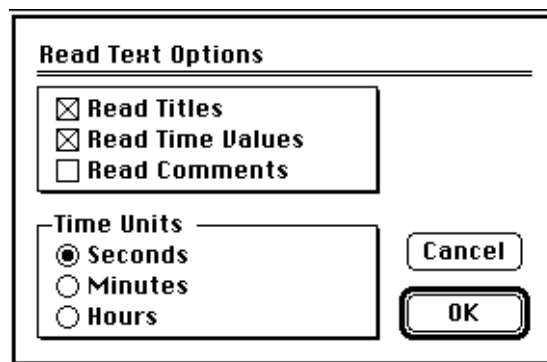 Read Text Options
Read Titles
Read Time Values
Read Comments
Time Units
Seconds
Minutes
Hours
Cancel
OK